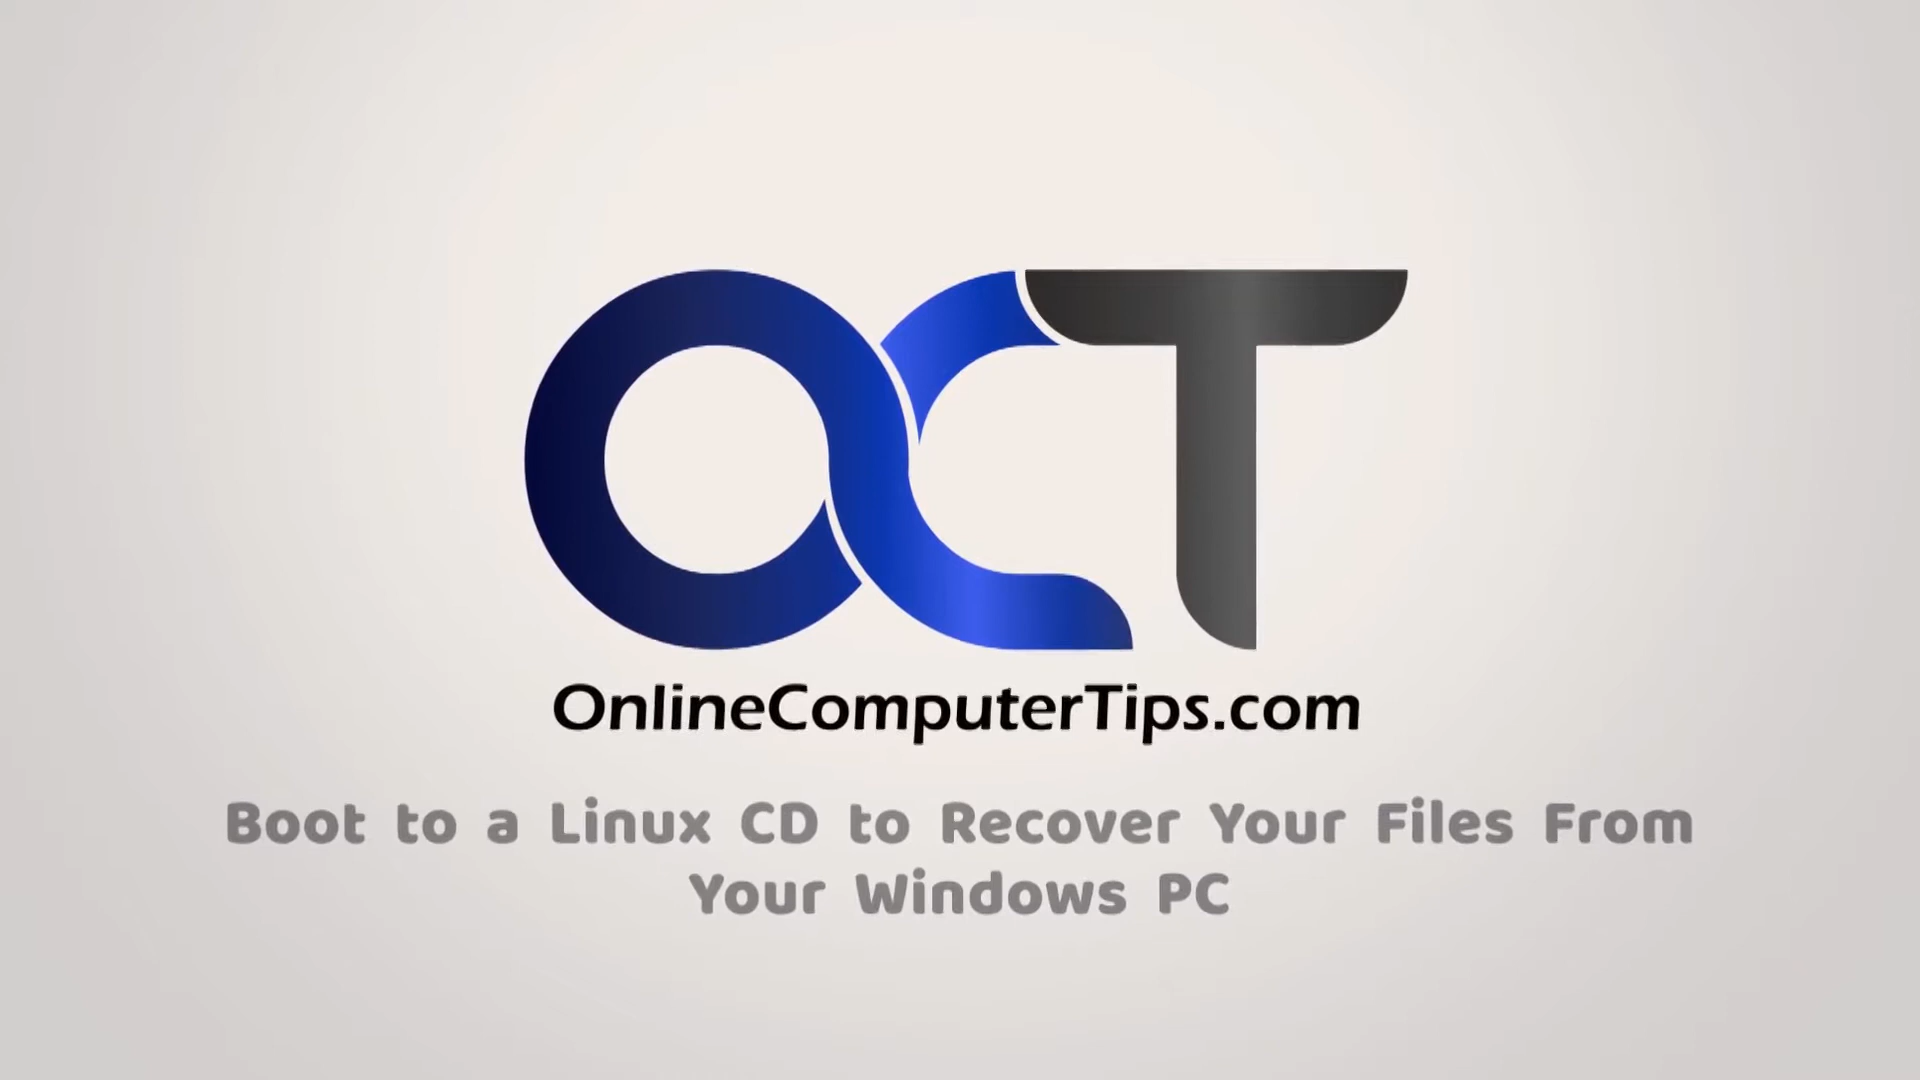 OCT
OnlineComputerTips.com
Boot to a Linux CD to Recover Your Files From
Your Windows PC